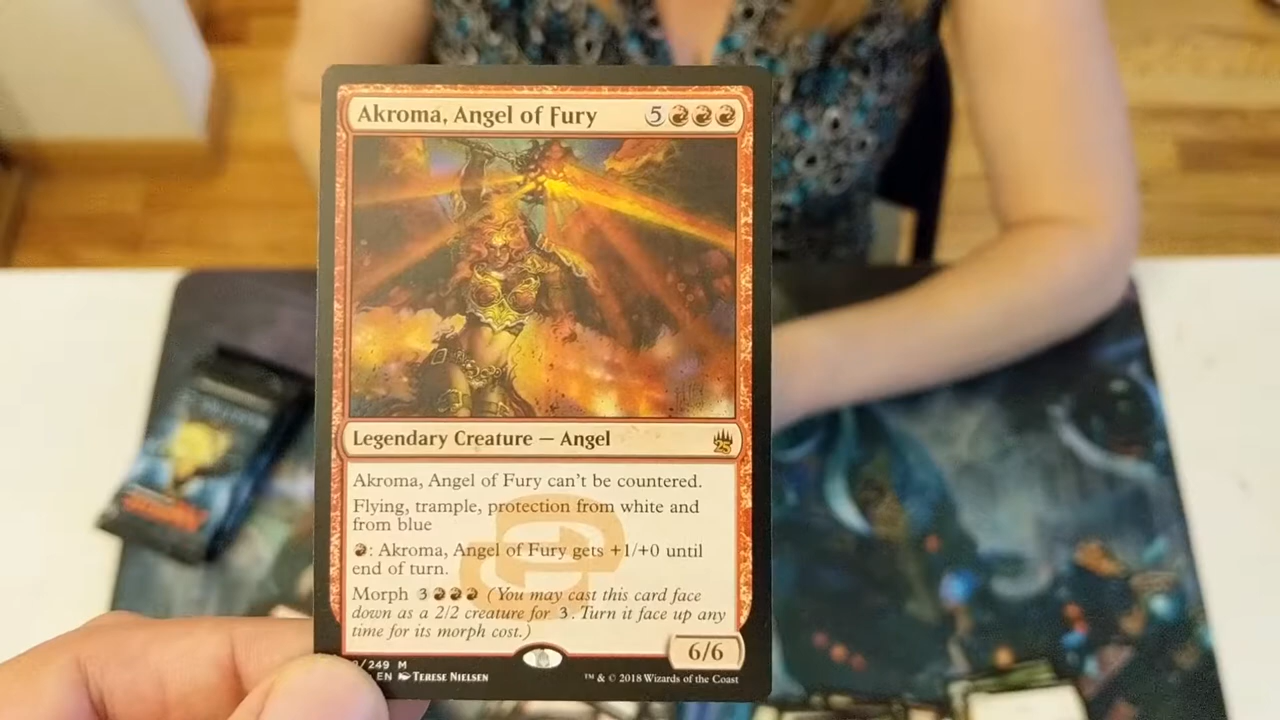 Akroma, Angel of Fury 5
Legendary Creature — Angel
25
Akroma, Angel of Fury can't be countered.
Flying, trample, protection from white and
from blue
: Akroma, Angel of Fury gets +1/+0 until
end of turn.
Morph 3 (You may cast this card face
down as a 2/2 creature for 3. Turn it face up any
time for its morph cost.)
6/6
/249 M
EN Terese Nielsen
™ & © 2018 Wizards of the Coast